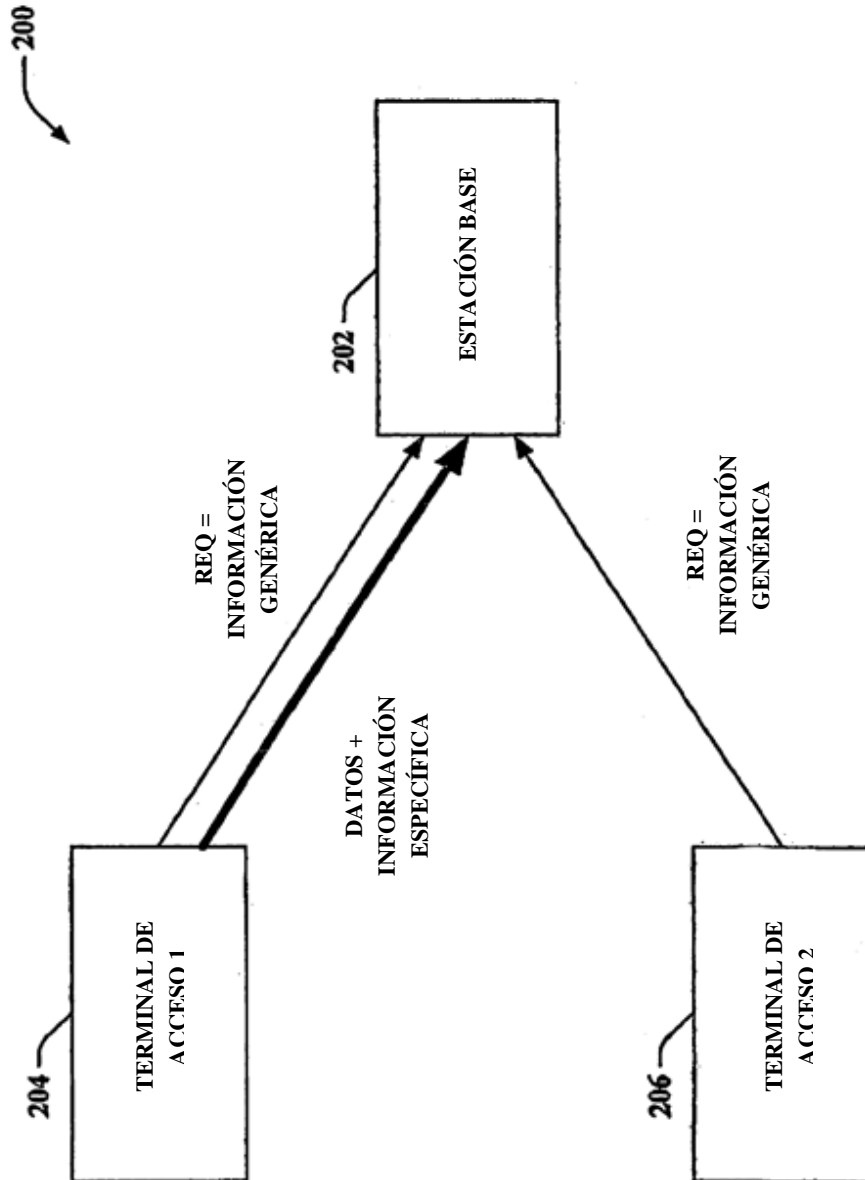 200
202
ESTACIÓN BASE
REQ =
INFORMACIÓN
GENÉRICA
DATOS +
INFORMACIÓN
ESPECÍFICA
REQ =
INFORMACIÓN
GENÉRICA
204
TERMINAL DE
ACCESO 1
206
TERMINAL DE
ACCESO 2